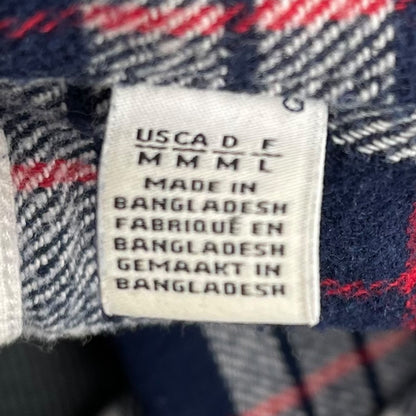 US CA D F
M M M L
MADE IN
BANGLADESH
FABRIQUÉ EN
BANGLADESH
GEMAAKT IN
BANGLADESH